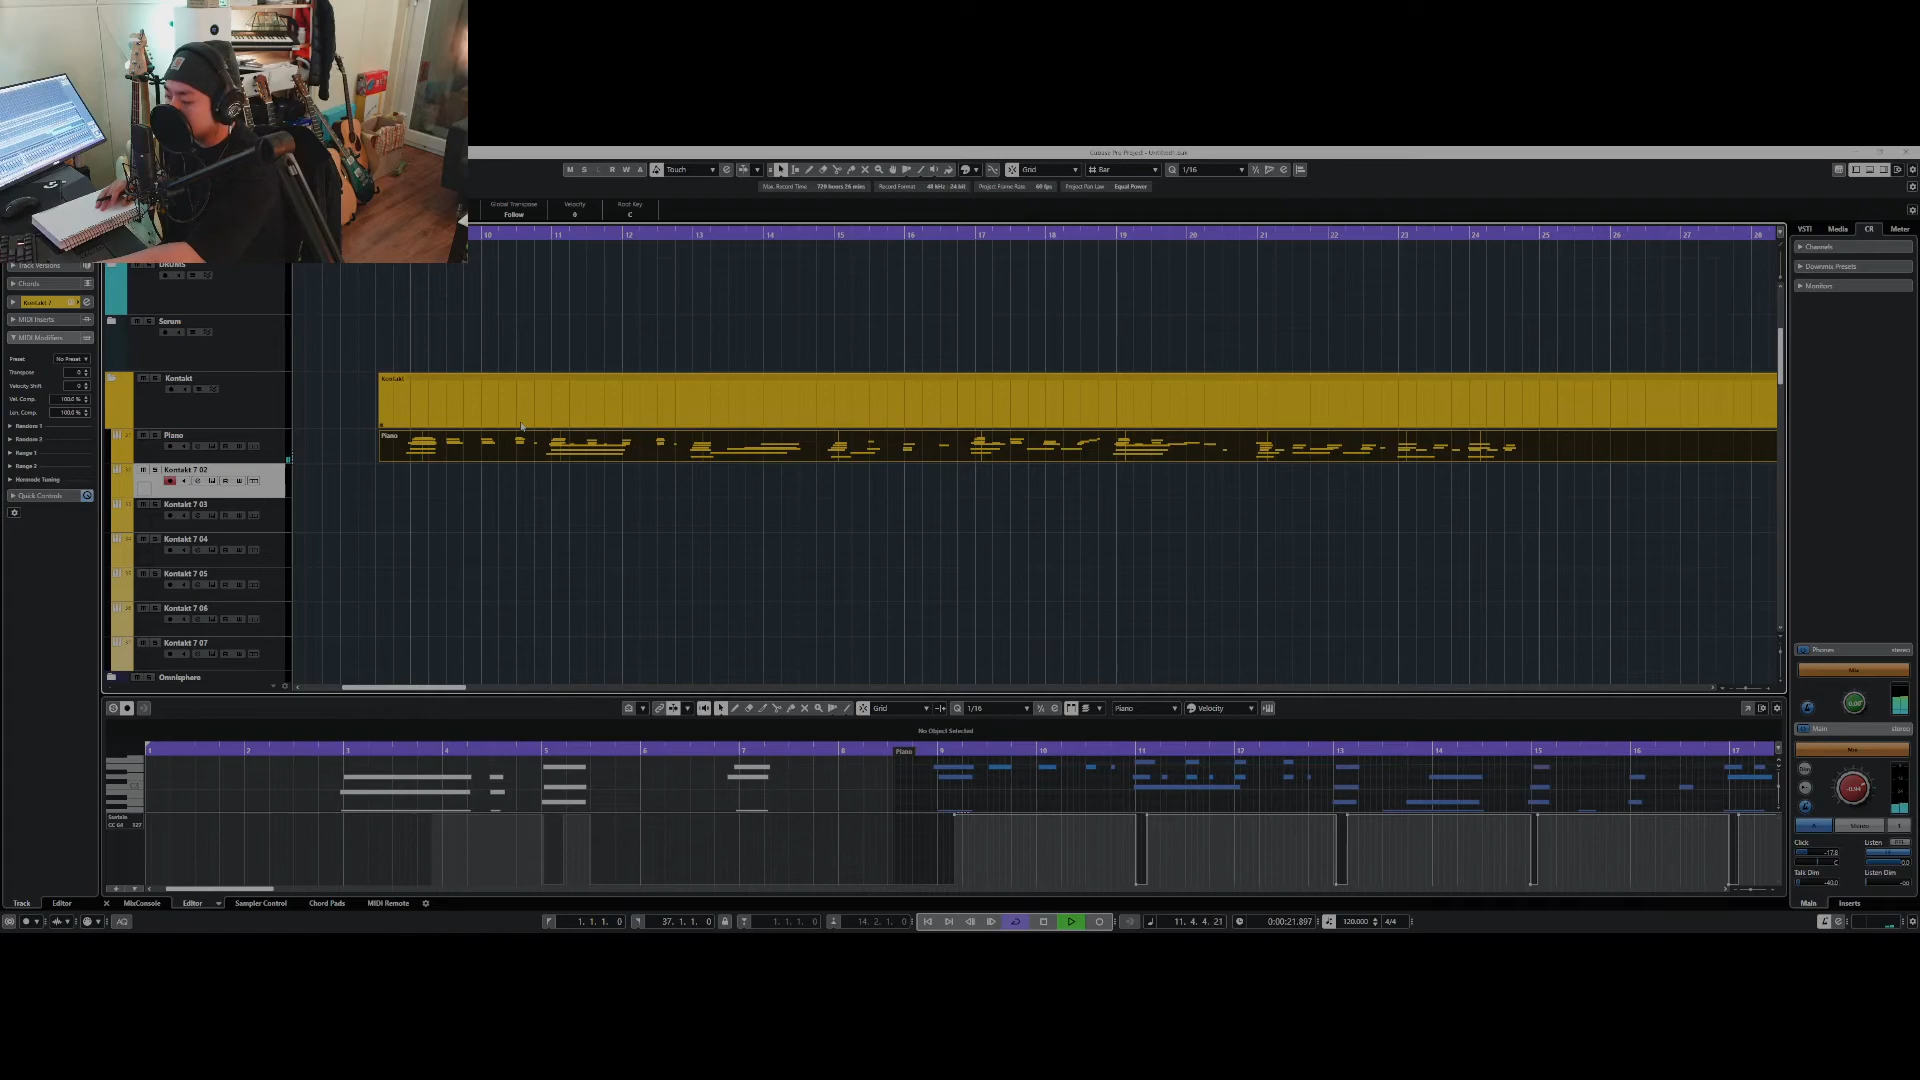 Cubase Pro Project - Untitled1.bak
M S L R W A Touch Grid Bar 1/16
Max. Record Time 729 hours 26 mins Record Format 48 kHz - 24 bit Project Frame Rate 60 fps Project Pan Law Equal Power
Global Transpose Velocity Root Key
Follow 0 C
10 11 12 13 14 15 16 17 18 19 20 21 22 23 24 25 26 27 28
VSTi Media CR Meter
Channels
Downmix Presets
Monitors
Track Versions
Chords
Kontakt 7
MIDI Inserts
MIDI Modifiers
Preset: No Preset
Transpose 0
Velocity Shift 0
Vel. Comp. 100.0 %
Len. Comp. 100.0 %
Random 1
Random 2
Range 1
Range 2
Hermode Tuning
Quick Controls
DRUMS
Serum
Kontakt
Piano
Kontakt 7 02
Kontakt 7 03
Kontakt 7 04
Kontakt 7 05
Kontakt 7 06
Kontakt 7 07
Omnisphere
Kontakt
Piano
Phones stereo
Mix
0.00
Main stereo
Mix
-0.94
A Stereo 1
Click Listen
-17.8
C 0.0
Talk Dim Listen Dim
-40.0 -oo
Main Inserts
Grid 1/16 Piano Velocity
No Object Selected
1 2 3 4 5 6 7 8 Piano 9 10 11 12 13 14 15 16 17
Sustain
CC 64 127
Track Editor MixConsole Editor Sampler Control Chord Pads MIDI Remote
AQ 1. 1. 1. 0 37. 1. 1. 0 1. 1. 1. 0 14. 2. 1. 0 11. 4. 4. 21 0:00:21.897 120.000 4/4